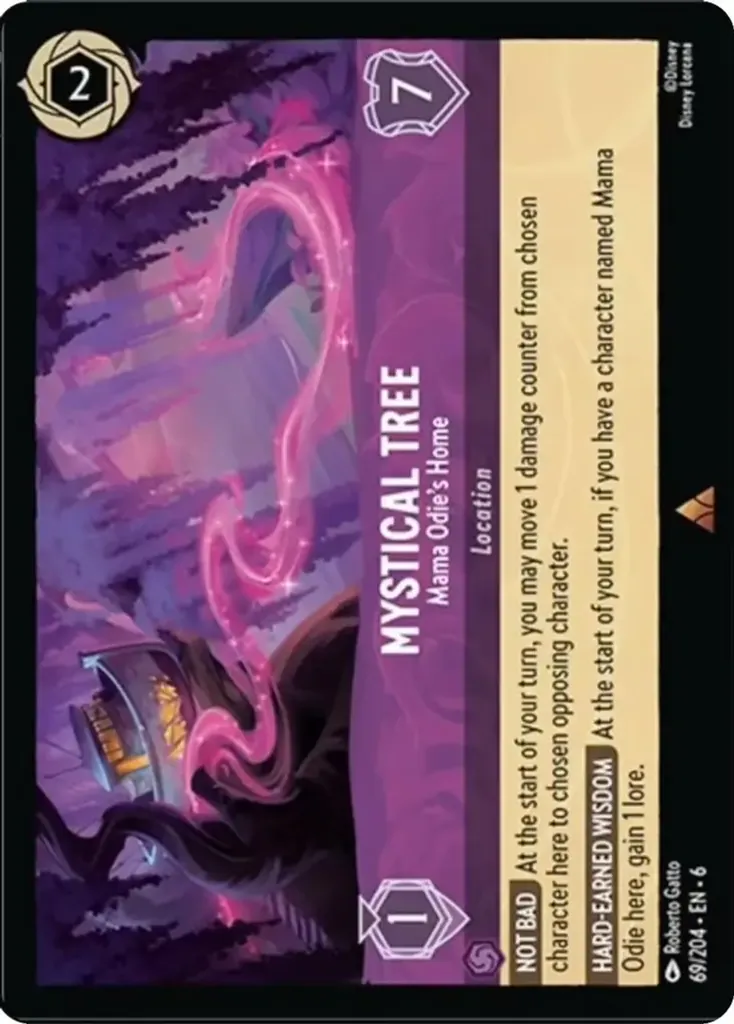 2
1
7
MYSTICAL TREE
Mama Odie's Home
Location
NOT BAD At the start of your turn, you may move 1 damage counter from chosen
character here to chosen opposing character.
HARD-EARNED WISDOM At the start of your turn, if you have a character named Mama
Odie here, gain 1 lore.
Roberto Gatto
69/204 • EN • 6
©Disney
Disney Lorcana